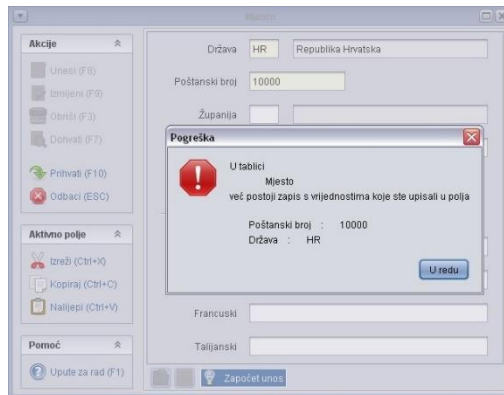 Mjesto
Akcije
Unesi (F8)
Izmijeni (F9)
Obriši (F3)
Dohvati (F7)
Prihvati (F10)
Odbaci (ESC)
Aktivno polje
Izreži (Ctrl+X)
Kopiraj (Ctrl+C)
Nalijepi (Ctrl+V)
Pomoć
Upute za rad (F1)
Država HR Republika Hrvatska
Poštanski broj 10000
Županija
Pogreška
U tablici
Mjesto
već postoji zapis s vrijednostima koje ste upisali u polja
Poštanski broj : 10000
Država : HR
U redu
Francuski
Talijanski
Započet unos